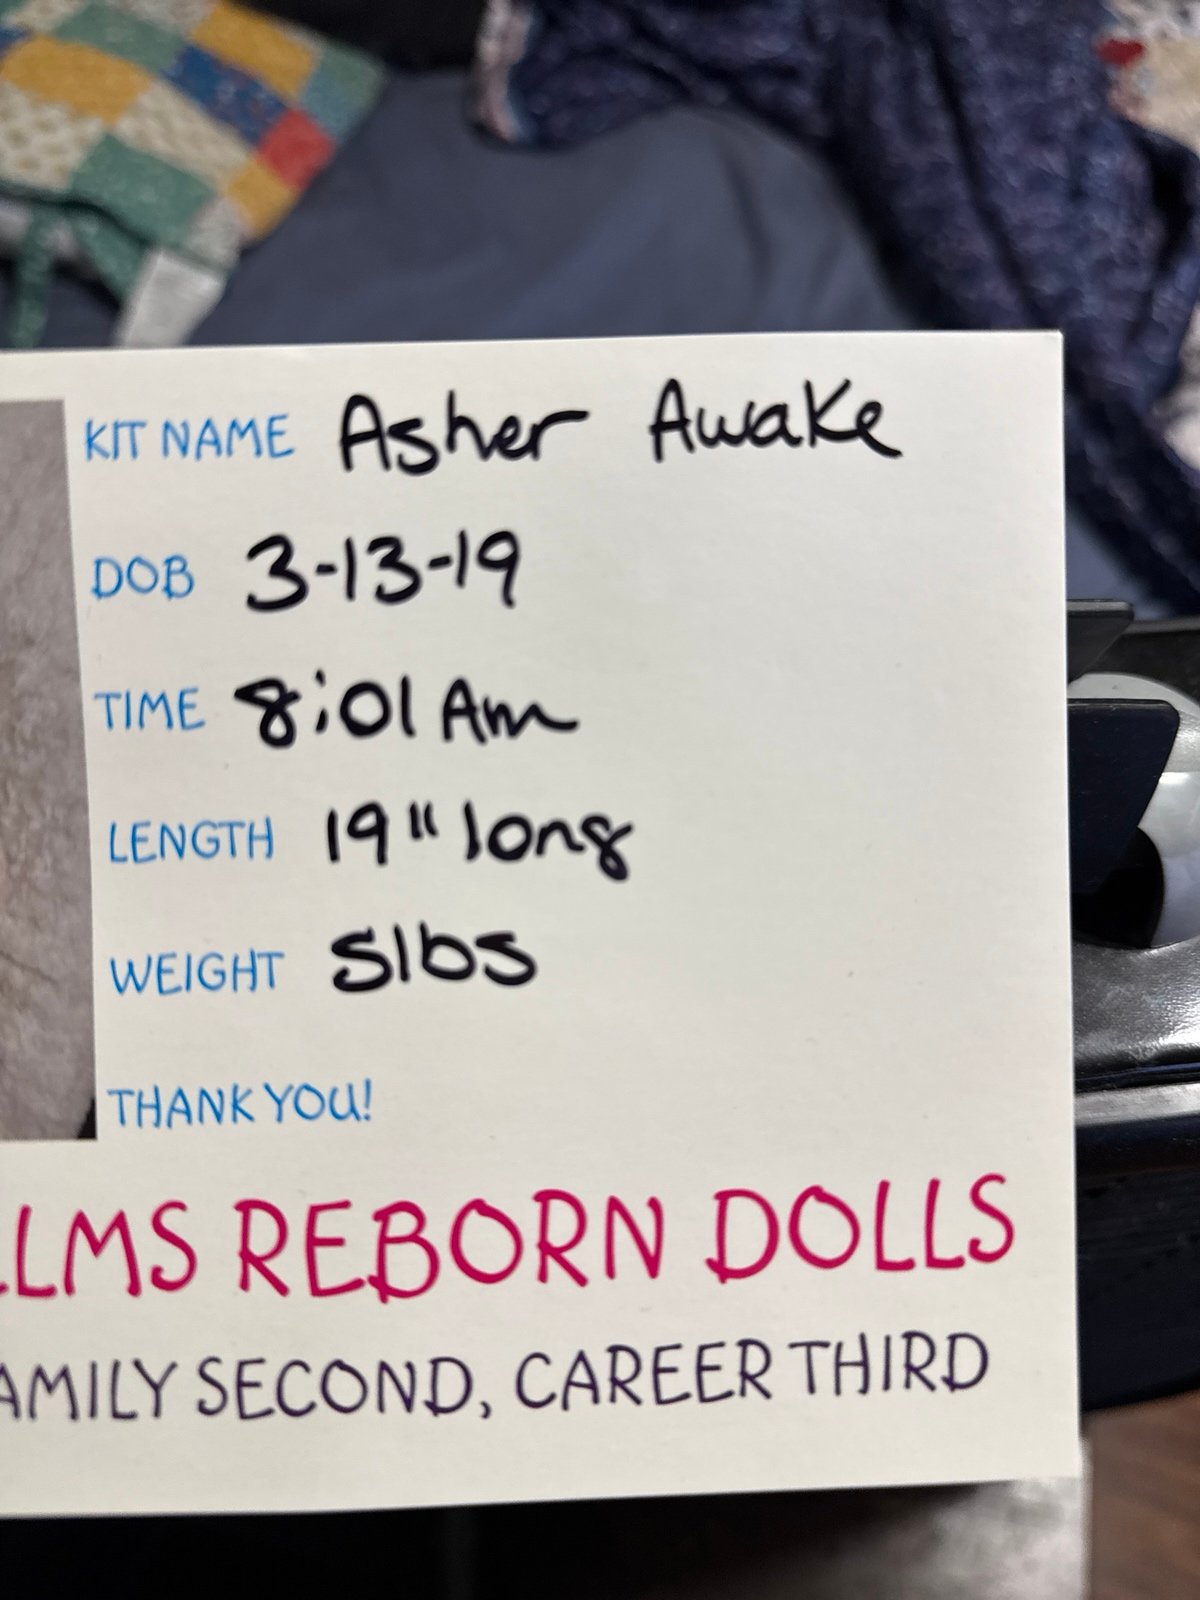 KIT NAME Asher Awake
DOB 3-13-19
TIME 8:01 Am
LENGTH 19" long
WEIGHT 5lbs
THANK YOU!
LLMS REBORN DOLLS
AMILY SECOND, CAREER THIRD